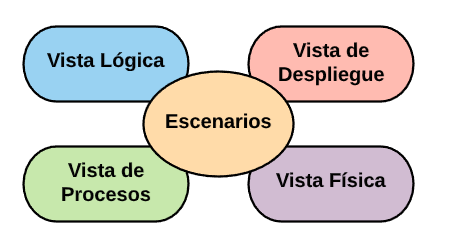 Vista Lógica
Vista de
Despliegue
Escenarios
Vista de
Procesos
Vista Física